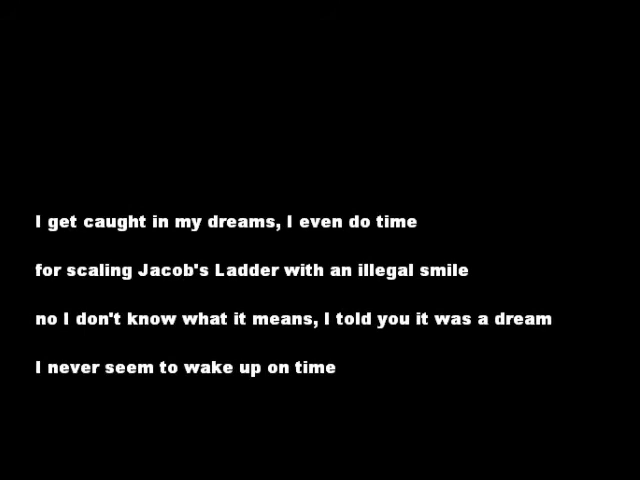 I get caught in my dreams, I even do time
for scaling Jacob's Ladder with an illegal smile
no I don't know what it means, I told you it was a dream
I never seem to wake up on time